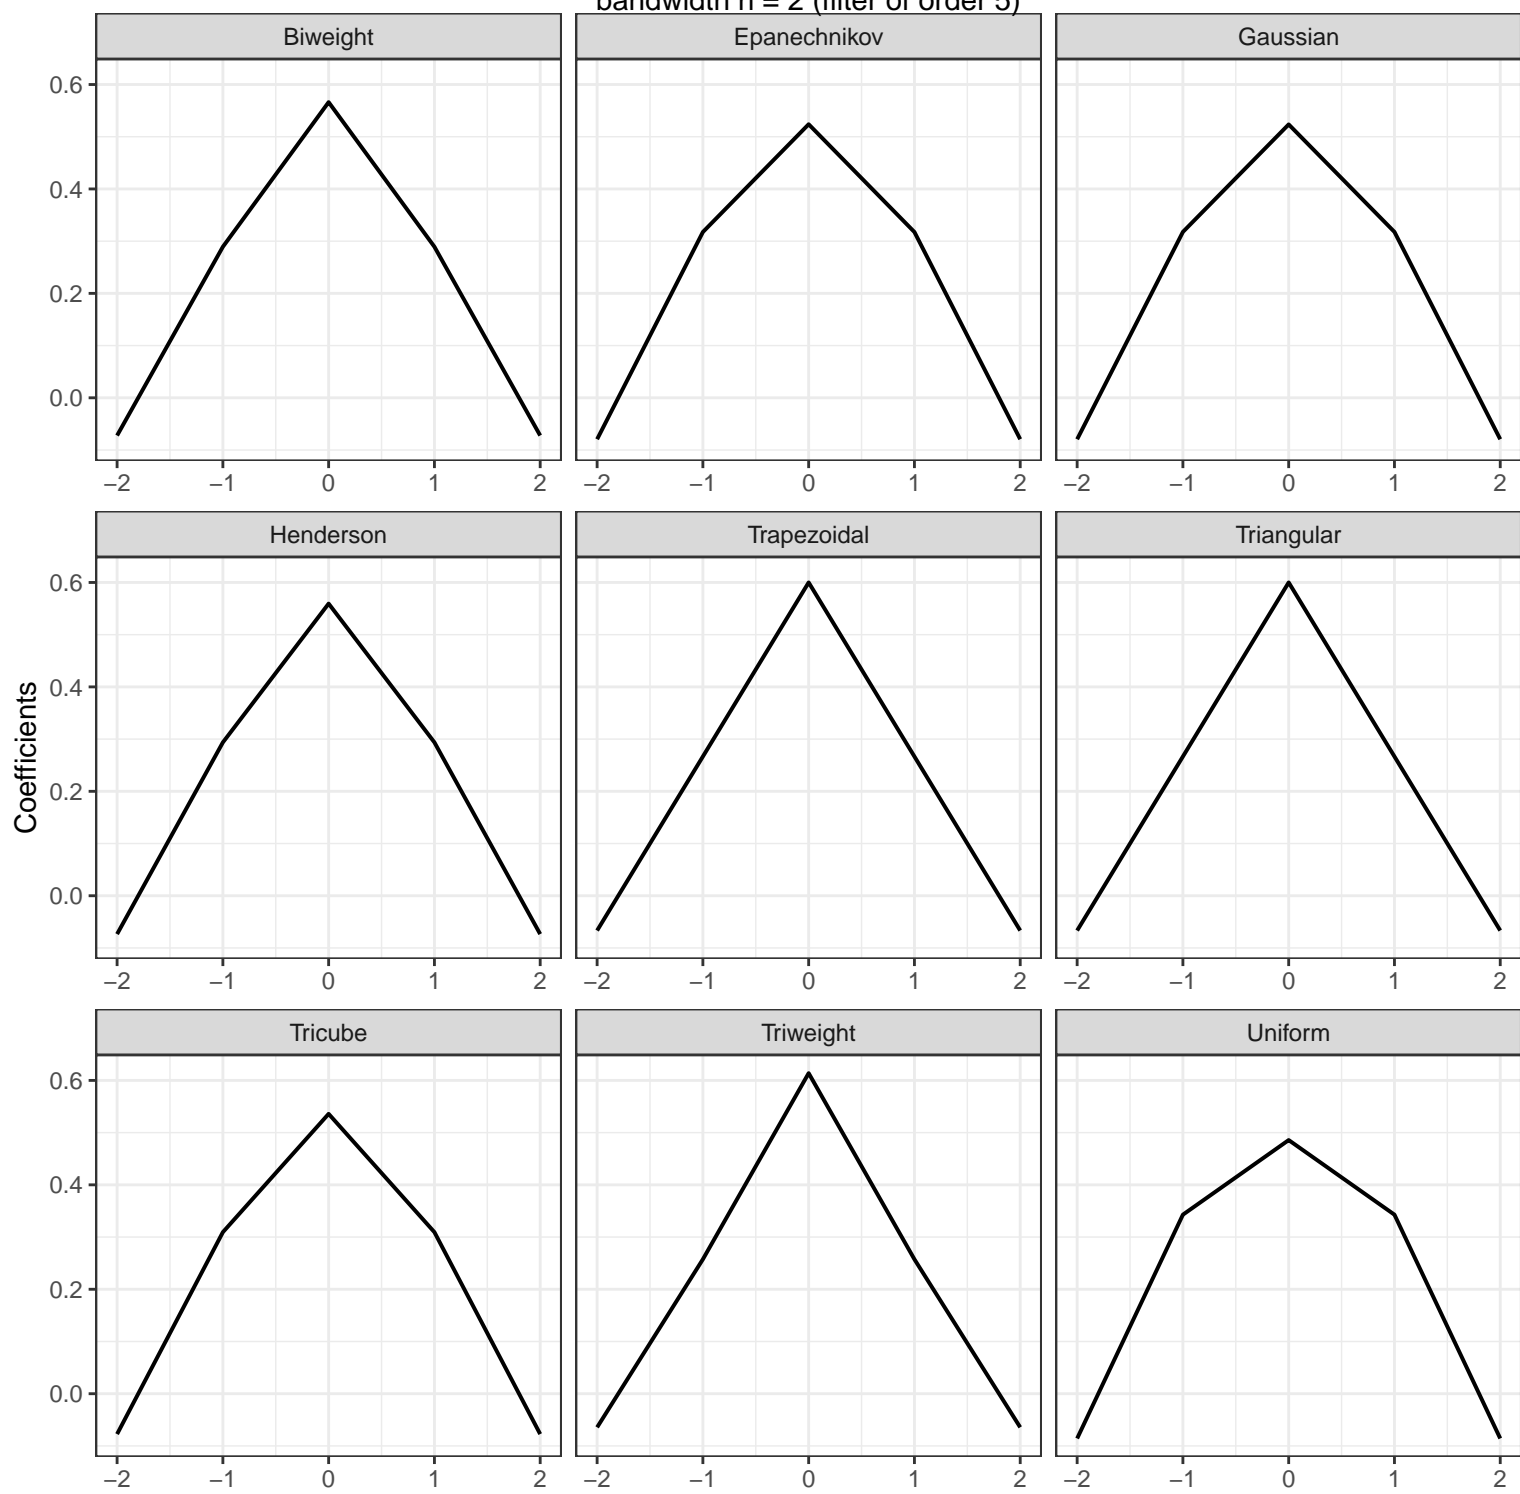 bandwidth h = 2 (filter of order 5)
Biweight Epanechnikov Gaussian
0.6
0.4
0.2
0.0
−2 −1 0 1 2 −2 −1 0 1 2 −2 −1 0 1 2
Henderson Trapezoidal Triangular
0.6
0.4
0.2
0.0
−2 −1 0 1 2 −2 −1 0 1 2 −2 −1 0 1 2
Coefficients
Tricube Triweight Uniform
0.6
0.4
0.2
0.0
−2 −1 0 1 2 −2 −1 0 1 2 −2 −1 0 1 2